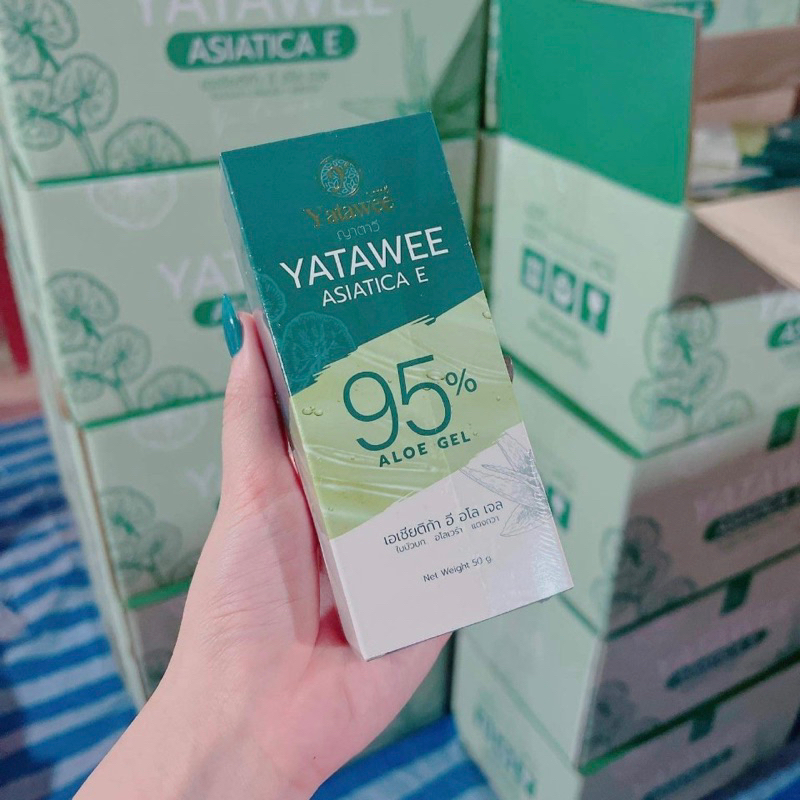 YATAWEE
ASIATICA E
Yatawee
ญาตาวี
YATAWEE
ASIATICA E
95%
ALOE GEL
เอเชียติก้า อี อโล เจล
ใบบัวบก อโลเวร่า แตงกวา
Net Weight 50 g.